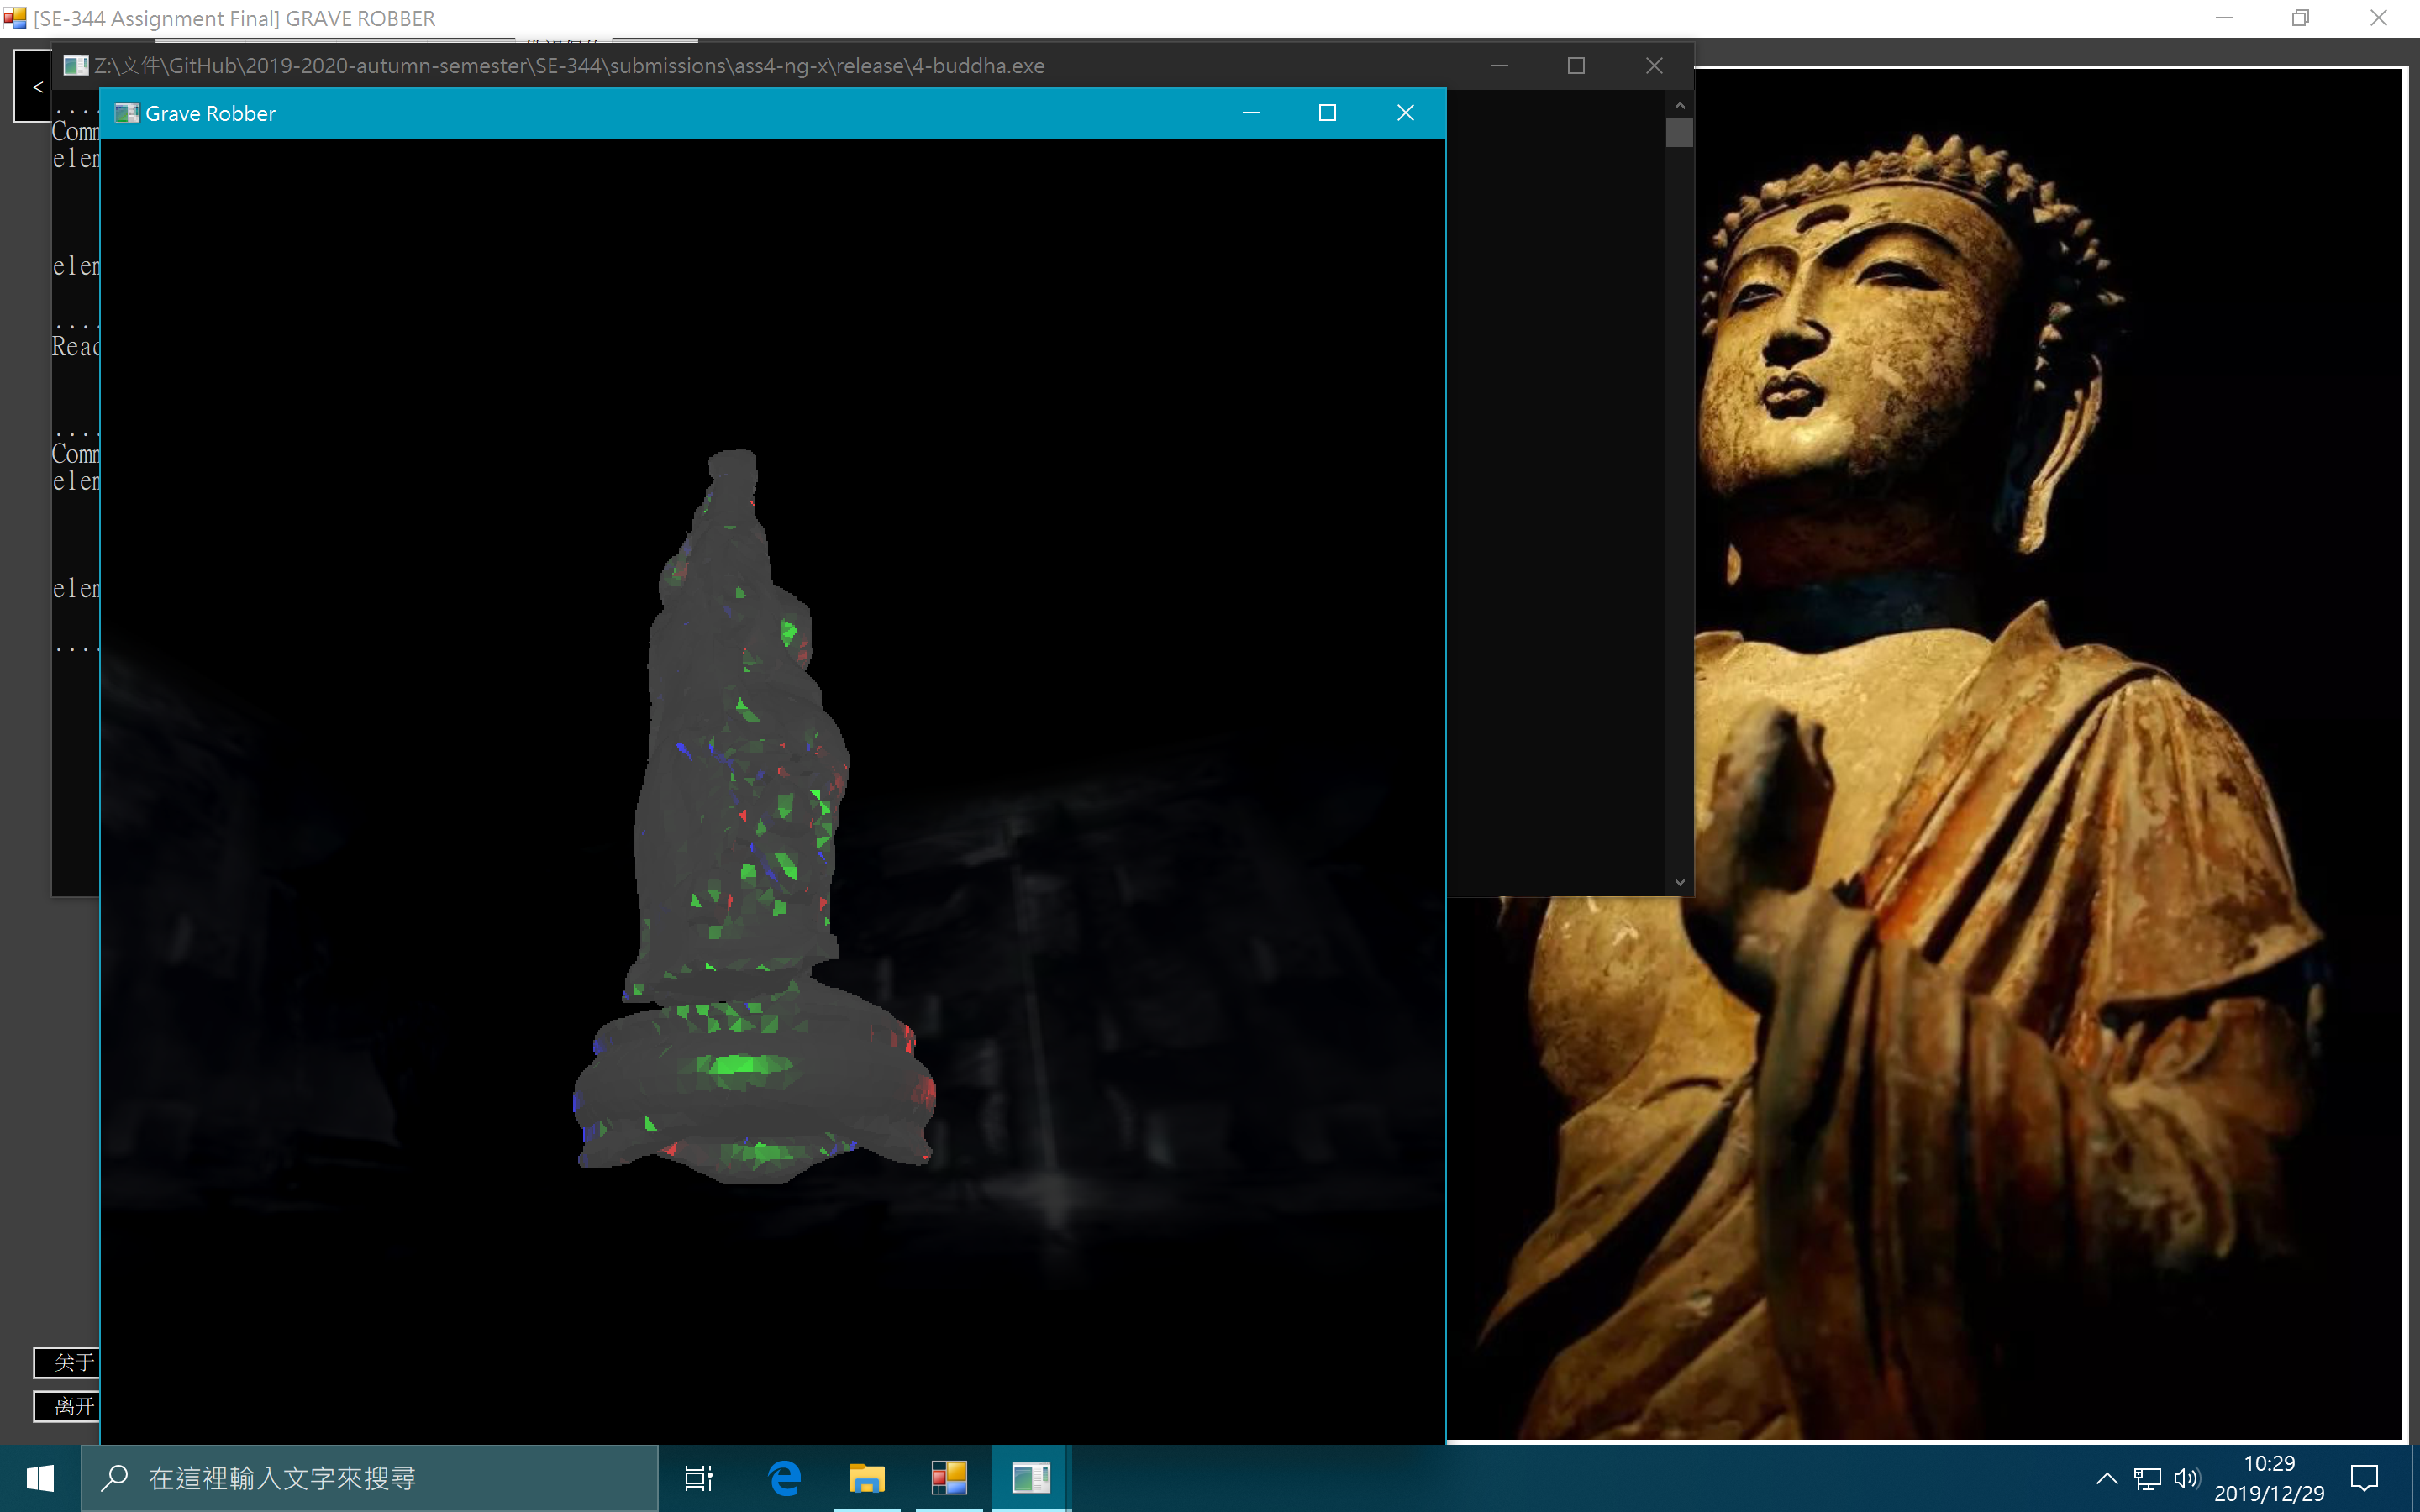 [SE-344 Assignment Final] GRAVE ROBBER
Z:\文件\GitHub\2019-2020-autumn-semester\SE-344\submissions\ass4-ng-x\release\4-buddha.exe
<
Grave Robber
....
Comm
elem
elem
....
Read
....
Comm
elem
elem
....
关于
离开
在這裡輸入文字來搜尋
10:29
2019/12/29